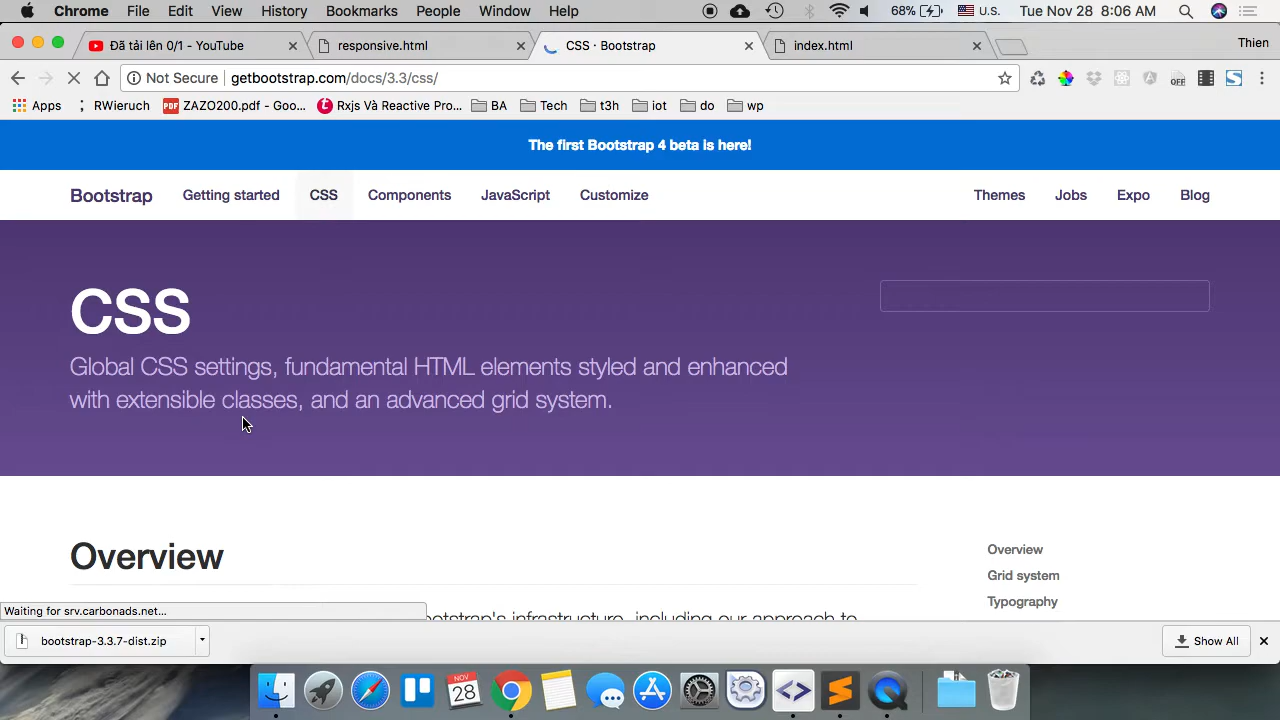 Chrome File Edit View History Bookmarks People Window Help 68% U.S. Tue Nov 28 8:06 AM
Đã tải lên 0/1 - YouTube responsive.html CSS · Bootstrap index.html Thien
Not Secure getbootstrap.com/docs/3.3/css/ OFF
Apps RWieruch ZAZO200.pdf - Goo... Rxjs Và Reactive Pro... BA Tech t3h iot do wp
The first Bootstrap 4 beta is here!
Bootstrap Getting started CSS Components JavaScript Customize Themes Jobs Expo Blog
CSS
Global CSS settings, fundamental HTML elements styled and enhanced
with extensible classes, and an advanced grid system.
Overview
Overview
Grid system
Typography
Waiting for srv.carbonads.net...
otstrap's infrastructure, including our approach to
bootstrap-3.3.7-dist.zip Show All
NOV
28